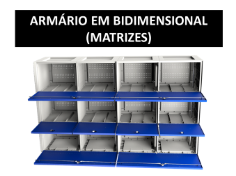 ARMÁRIO EM BIDIMENSIONAL
(MATRIZES)